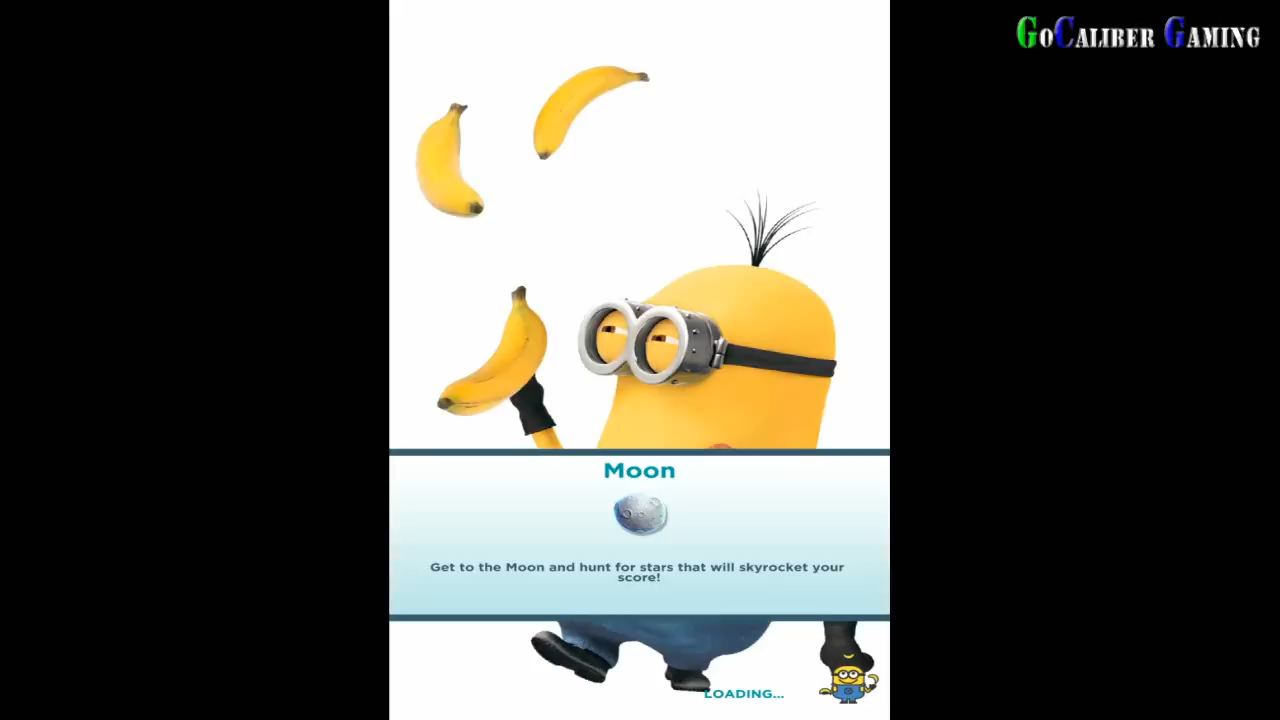 GoCaliber Gaming
Moon
Get to the Moon and hunt for stars that will skyrocket your
score!
LOADING...